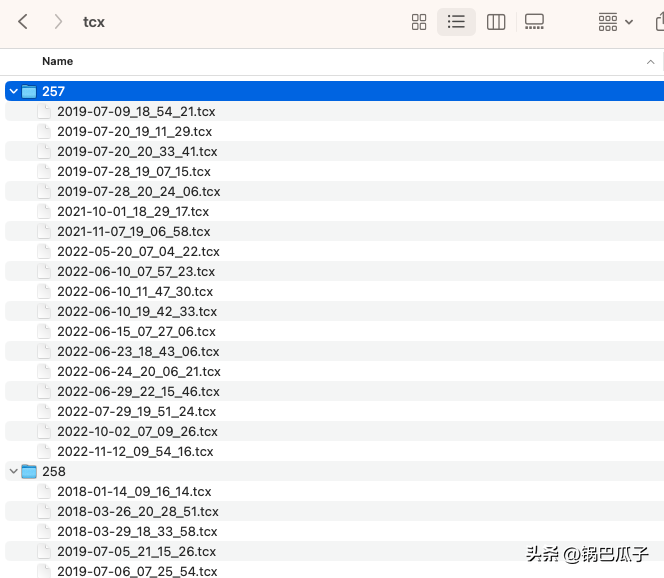 tcx
Name
257
2019-07-09_18_54_21.tcx
2019-07-20_19_11_29.tcx
2019-07-20_20_33_41.tcx
2019-07-28_19_07_15.tcx
2019-07-28_20_24_06.tcx
2021-10-01_18_29_17.tcx
2021-11-07_19_06_58.tcx
2022-05-20_07_04_22.tcx
2022-06-10_07_57_23.tcx
2022-06-10_11_47_30.tcx
2022-06-10_19_42_33.tcx
2022-06-15_07_27_06.tcx
2022-06-23_18_43_06.tcx
2022-06-24_20_06_21.tcx
2022-06-29_22_15_46.tcx
2022-07-29_19_51_24.tcx
2022-10-02_07_09_26.tcx
2022-11-12_09_54_16.tcx
258
2018-01-14_09_16_14.tcx
2018-03-26_20_28_51.tcx
2018-03-29_18_33_58.tcx
2019-07-05_21_15_26.tcx
2019-07-06_07_25_54.tcx
头条 @锅巴瓜子